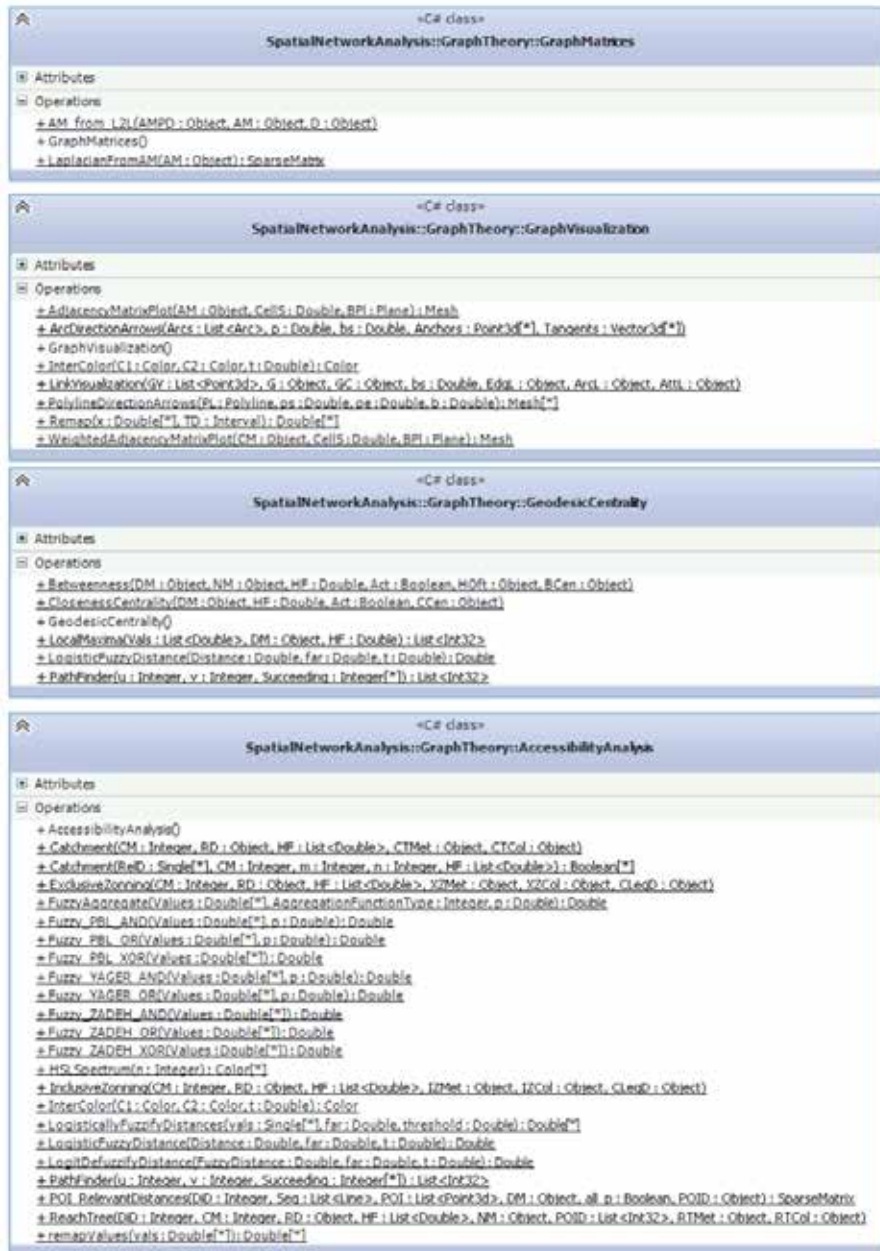 «C# class»
SpatialNetworkAnalysis::GraphTheory::GraphMatrices
Attributes
Operations
+ AM_from_L2L(AMPD : Object, AM : Object, D : Object)
+ GraphMatrices()
+ LaplacianFromAM(AM : Object) : SparseMatrix
«C# class»
SpatialNetworkAnalysis::GraphTheory::GraphVisualization
Attributes
Operations
+ AdjacencyMatrixPlot(AM : Object, CellS : Double, BPl : Plane) : Mesh
+ ArcDirectionArrows(Arcs : List<Arc>, p : Double, bs : Double, Anchors : Point3d[*], Tangents : Vector3d[*])
+ GraphVisualization()
+ InterColor(C1 : Color, C2 : Color, t : Double) : Color
+ LinkVisualization(GV : List<Point3d>, G : Object, GC : Object, bs : Double, EdgL : Object, ArcL : Object, AttL : Object)
+ PolylineDirectionArrows(PL : Polyline, ps : Double, pe : Double, b : Double) : Mesh[*]
+ Remap(x : Double[*], TD : Interval) : Double[*]
+ WeightedAdjacencyMatrixPlot(CM : Object, CellS : Double, BPl : Plane) : Mesh
«C# class»
SpatialNetworkAnalysis::GraphTheory::GeodesicCentrality
Attributes
Operations
+ Betweenness(DM : Object, NM : Object, HF : Double, Act : Boolean, HOft : Object, BCen : Object)
+ ClosenessCentrality(DM : Object, HF : Double, Act : Boolean, CCen : Object)
+ GeodesicCentrality()
+ LocalMaxima(Vals : List<Double>, DM : Object, HF : Double) : List<Int32>
+ LogisticFuzzyDistance(Distance : Double, far : Double, t : Double) : Double
+ PathFinder(u : Integer, v : Integer, Succeeding : Integer[*]) : List<Int32>
«C# class»
SpatialNetworkAnalysis::GraphTheory::AccessibilityAnalysis
Attributes
Operations
+ AccessibilityAnalysis()
+ Catchment(CM : Integer, RD : Object, HF : List<Double>, CTMet : Object, CTCol : Object)
+ Catchment(RelD : Single[*], CM : Integer, m : Integer, n : Integer, HF : List<Double>) : Boolean[*]
+ ExclusiveZonning(CM : Integer, RD : Object, HF : List<Double>, XZMet : Object, XZCol : Object, CLegD : Object)
+ FuzzyAggregate(Values : Double[*], AggregationFunctionType : Integer, p : Double) : Double
+ Fuzzy_PBL_AND(Values : Double[*], p : Double) : Double
+ Fuzzy_PBL_OR(Values : Double[*], p : Double) : Double
+ Fuzzy_PBL_XOR(Values : Double[*]) : Double
+ Fuzzy_YAGER_AND(Values : Double[*], p : Double) : Double
+ Fuzzy_YAGER_OR(Values : Double[*], p : Double) : Double
+ Fuzzy_ZADEH_AND(Values : Double[*]) : Double
+ Fuzzy_ZADEH_OR(Values : Double[*]) : Double
+ Fuzzy_ZADEH_XOR(Values : Double[*]) : Double
+ HSLSpectrum(n : Integer) : Color[*]
+ InclusiveZonning(CM : Integer, RD : Object, HF : List<Double>, IZMet : Object, IZCol : Object, CLegD : Object)
+ InterColor(C1 : Color, C2 : Color, t : Double) : Color
+ LogisticallyFuzzifyDistances(vals : Single[*], far : Double, threshold : Double) : Double[*]
+ LogisticFuzzyDistance(Distance : Double, far : Double, t : Double) : Double
+ LogitDefuzzifyDistance(FuzzyDistance : Double, far : Double, t : Double) : Double
+ PathFinder(u : Integer, v : Integer, Succeeding : Integer[*]) : List<Int32>
+ POI_RelevantDistances(DiD : Integer, Seg : List<Line>, POI : List<Point3d>, DM : Object, all_p : Boolean, POID : Object) : SparseMatrix
+ ReachTree(DiD : Integer, CM : Integer, RD : Object, HF : List<Double>, NM : Object, POID : List<Int32>, RTMet : Object, RTCol : Object)
+ remapValues(vals : Double[*]) : Double[*]